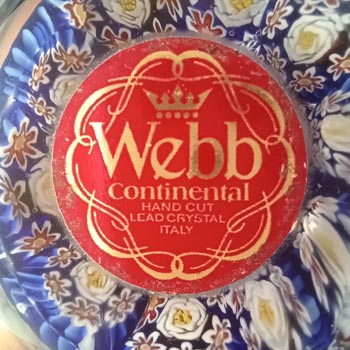 Webb
Continental
HAND CUT
LEAD CRYSTAL
ITALY